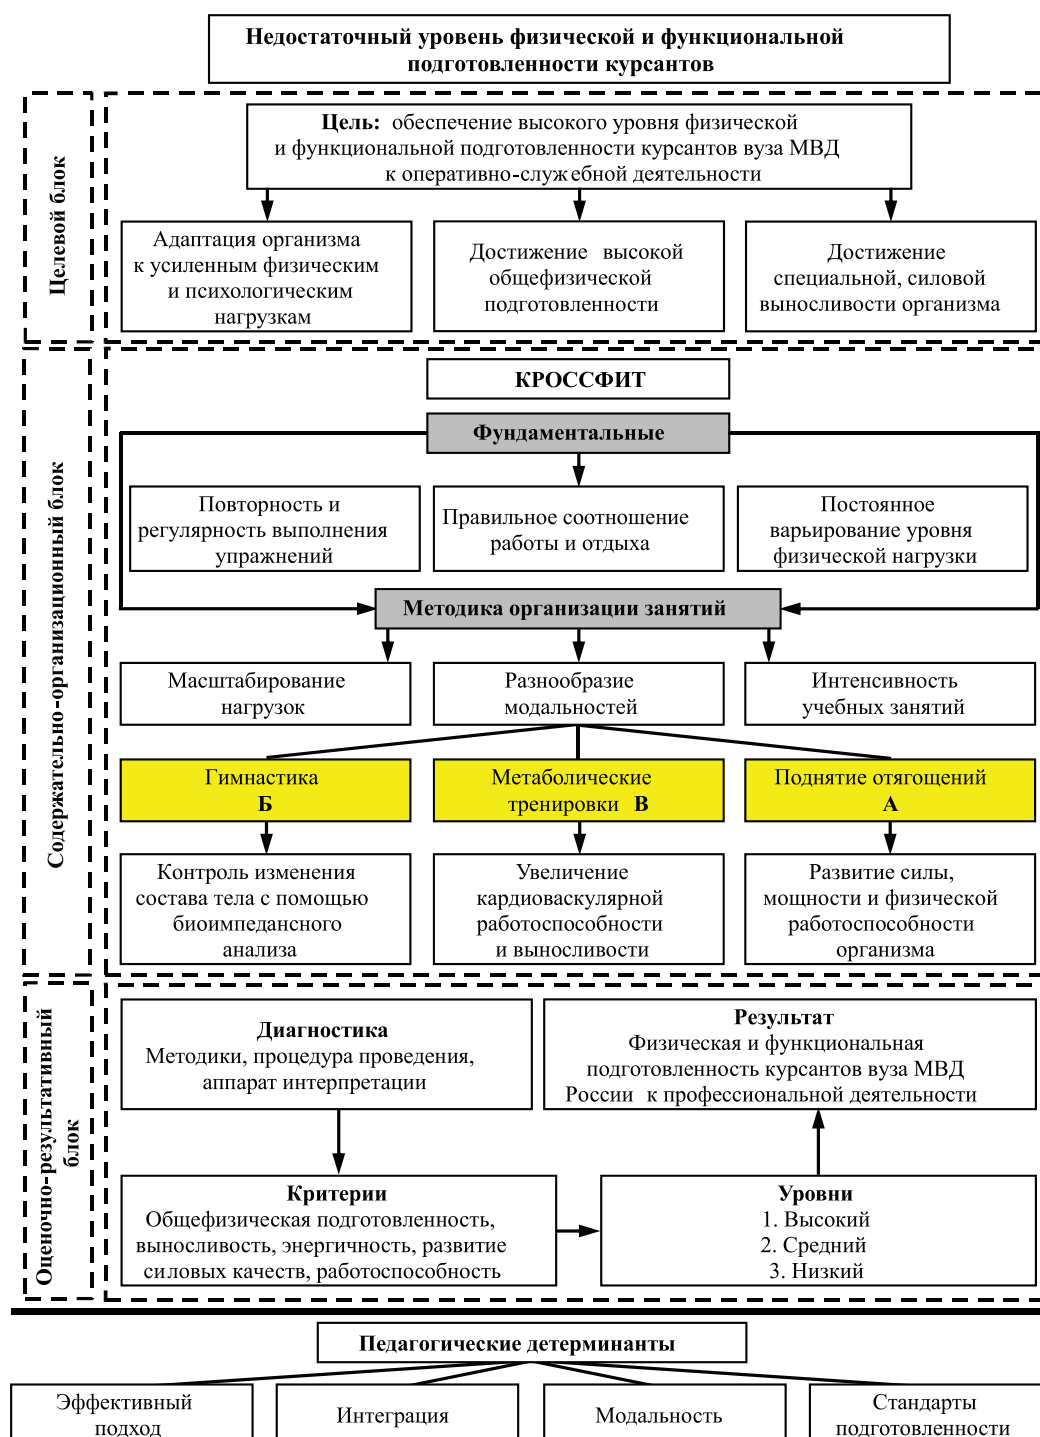 Недостаточный уровень физической и функциональной
подготовленности курсантов
Целевой блок
Цель: обеспечение высокого уровня физической
и функциональной подготовленности курсантов вуза МВД
к оперативно-служебной деятельности
Адаптация организма
к усиленным физическим
и психологическим
нагрузкам
Достижение высокой
общефизической
подготовленности
Достижение
специальной, силовой
выносливости организма
Содержательно-организационный блок
КРОССФИТ
Фундаментальные
Повторность и
регулярность выполнения
упражнений
Правильное соотношение
работы и отдыха
Постоянное
варьирование уровня
физической нагрузки
Методика организации занятий
Масштабирование
нагрузок
Разнообразие
модальностей
Интенсивность
учебных занятий
Гимнастика
Б
Метаболические
тренировки В
Поднятие отягощений
А
Контроль изменения
состава тела с помощью
биоимпедансного
анализа
Увеличение
кардиоваскулярной
работоспособности
и выносливости
Развитие силы,
мощности и физической
работоспособности
организма
Оценочно-результативный
блок
Диагностика
Методики, процедура проведения,
аппарат интерпретации
Результат
Физическая и функциональная
подготовленность курсантов вуза МВД
России к профессиональной деятельности
Критерии
Общефизическая подготовленность,
выносливость, энергичность, развитие
силовых качеств, работоспособность
Уровни
1. Высокий
2. Средний
3. Низкий
Педагогические детерминанты
Эффективный
подход
Интеграция
Модальность
Стандарты
подготовленности